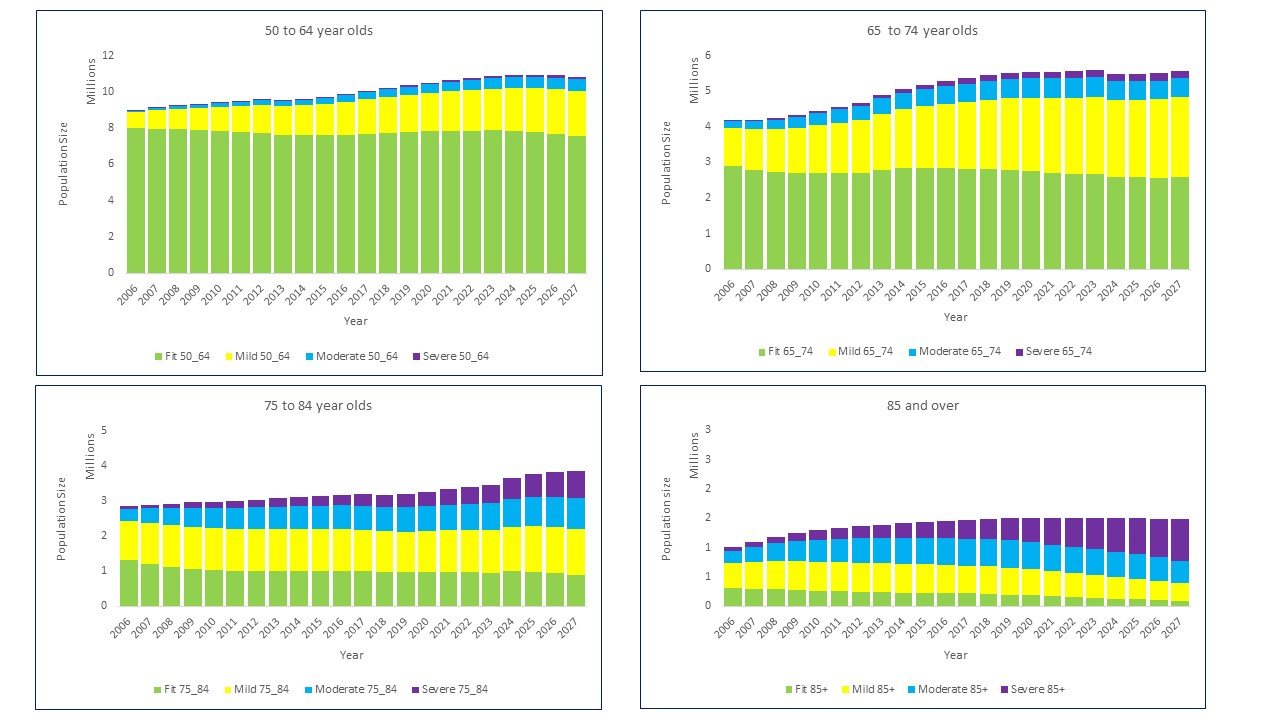 50 to 64 year olds
Millions
Population Size
12
10
8
6
4
2
0
2006 2007 2008 2009 2010 2011 2012 2013 2014 2015 2016 2017 2018 2019 2020 2021 2022 2023 2024 2025 2026 2027
Year
Fit 50_64 Mild 50_64 Moderate 50_64 Severe 50_64
65 to 74 year olds
Millions
Population Size
6
5
4
3
2
1
0
2006 2007 2008 2009 2010 2011 2012 2013 2014 2015 2016 2017 2018 2019 2020 2021 2022 2023 2024 2025 2026 2027
Year
Fit 65_74 Mild 65_74 Moderate 65_74 Severe 65_74
75 to 84 year olds
Millions
Population Size
5
4
3
2
1
0
2006 2007 2008 2009 2010 2011 2012 2013 2014 2015 2016 2017 2018 2019 2020 2021 2022 2023 2024 2025 2026 2027
Year
Fit 75_84 Mild 75_84 Moderate 75_84 Severe 75_84
85 and over
Millions
Population size
3
3
2
2
1
1
0
2006 2007 2008 2009 2010 2011 2012 2013 2014 2015 2016 2017 2018 2019 2020 2021 2022 2023 2024 2025 2026 2027
Year
Fit 85+ Mild 85+ Moderate 85+ Severe 85+